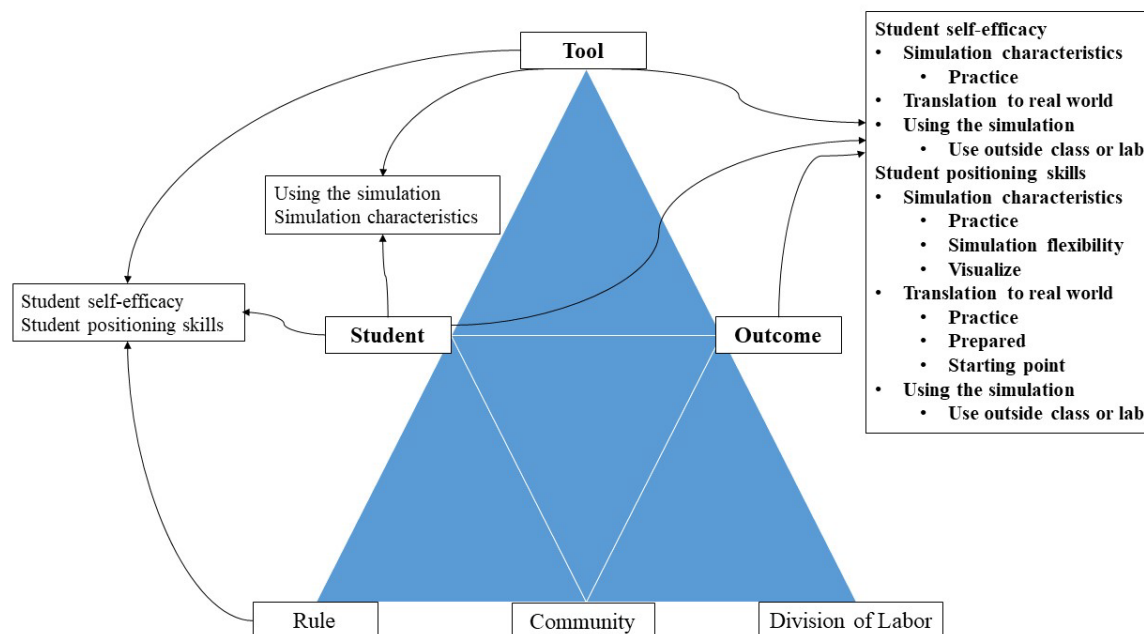 Tool
Student self-efficacy
• Simulation characteristics
• Practice
• Translation to real world
• Using the simulation
• Use outside class or lab
Student positioning skills
• Simulation characteristics
• Practice
• Simulation flexibility
• Visualize
• Translation to real world
• Practice
• Prepared
• Starting point
• Using the simulation
• Use outside class or lab
Using the simulation
Simulation characteristics
Student self-efficacy
Student positioning skills
Student
Outcome
Rule
Community
Division of Labor